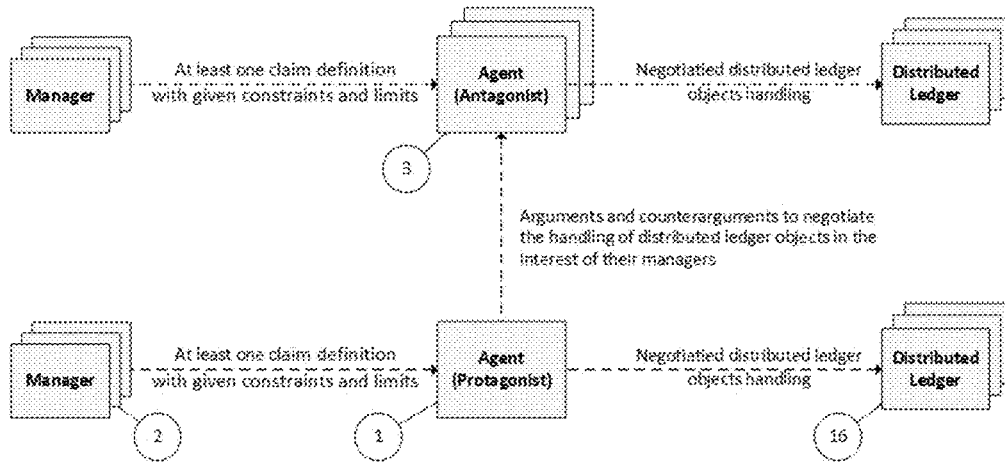 Manager
At least one claim definition
with given constraints and limits
Agent
(Antagonist)
Negotiatied distributed ledger
objects handling
Distributed
Ledger
3
Arguments and counterarguments to negotiate
the handling of distributed ledger objects in the
interest of their managers
Manager
At least one claim definition
with given constraints and limits
Agent
(Protagonist)
Negotiatied distributed ledger
objects handling
Distributed
Ledger
2
1
16